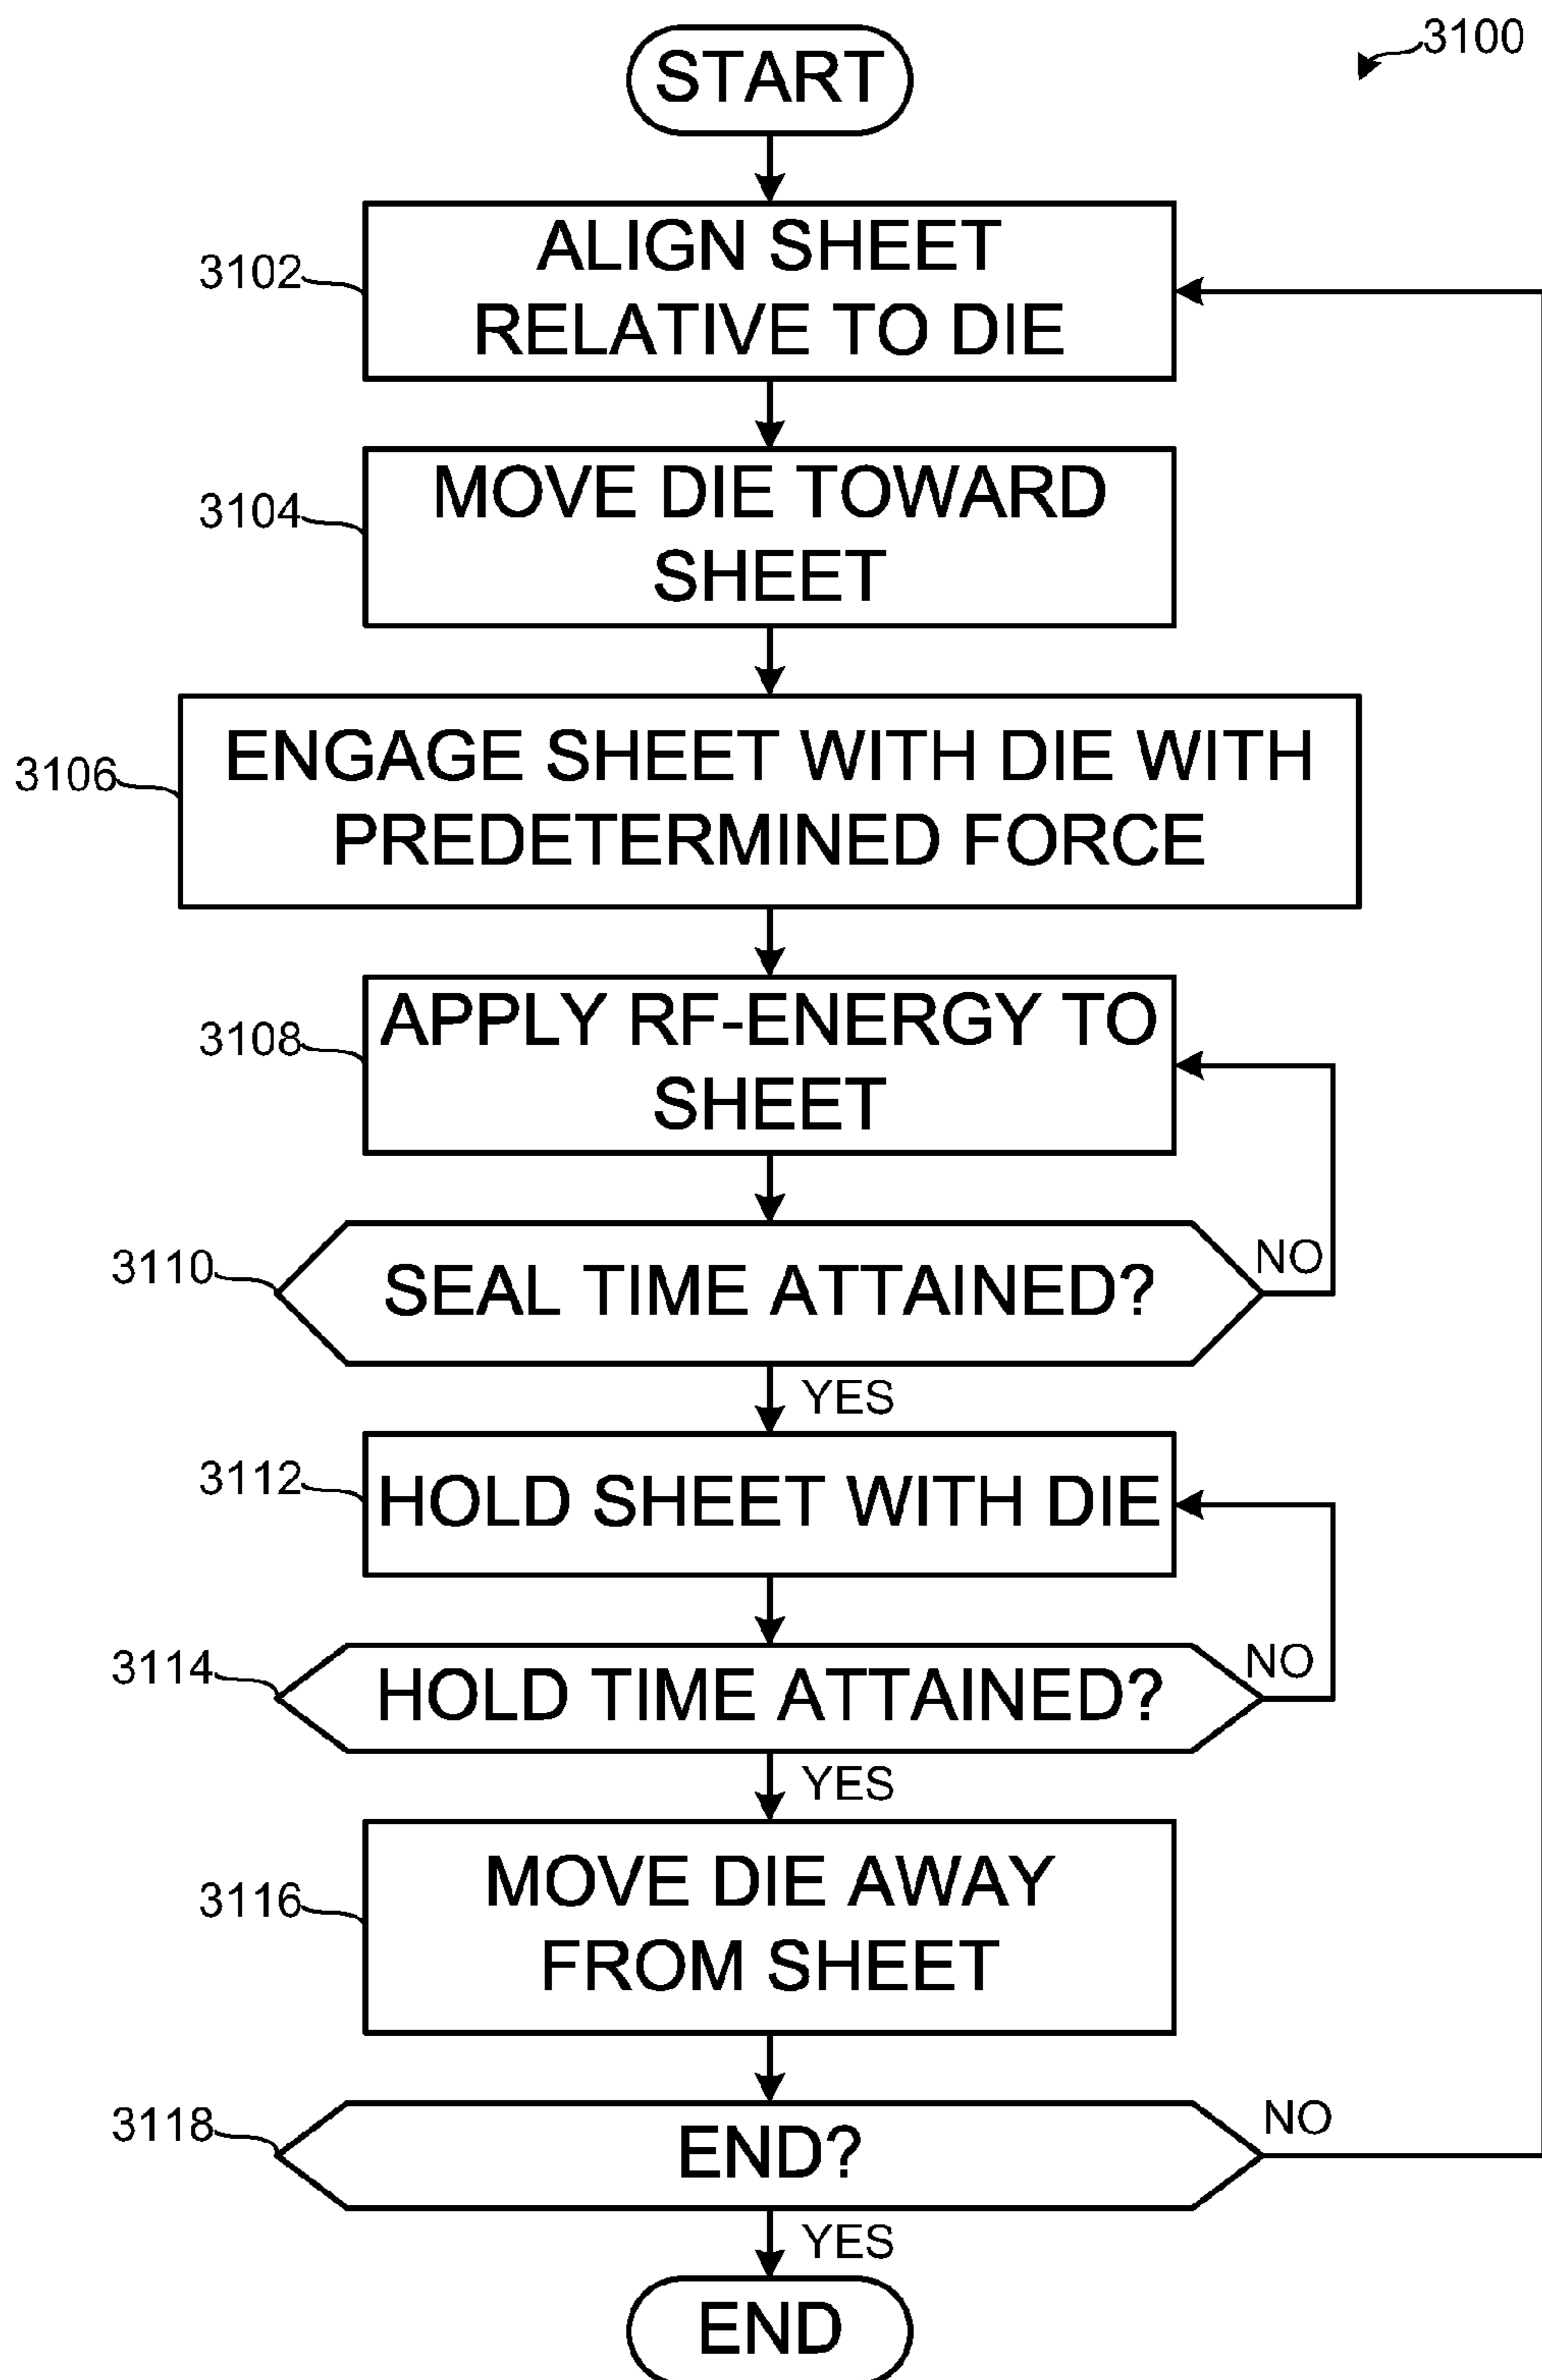 START
3100
3102
ALIGN SHEET
RELATIVE TO DIE
3104
MOVE DIE TOWARD
SHEET
3106
ENGAGE SHEET WITH DIE WITH
PREDETERMINED FORCE
3108
APPLY RF-ENERGY TO
SHEET
3110
SEAL TIME ATTAINED?
NO
YES
3112
HOLD SHEET WITH DIE
3114
HOLD TIME ATTAINED?
NO
YES
3116
MOVE DIE AWAY
FROM SHEET
3118
END?
NO
YES
END